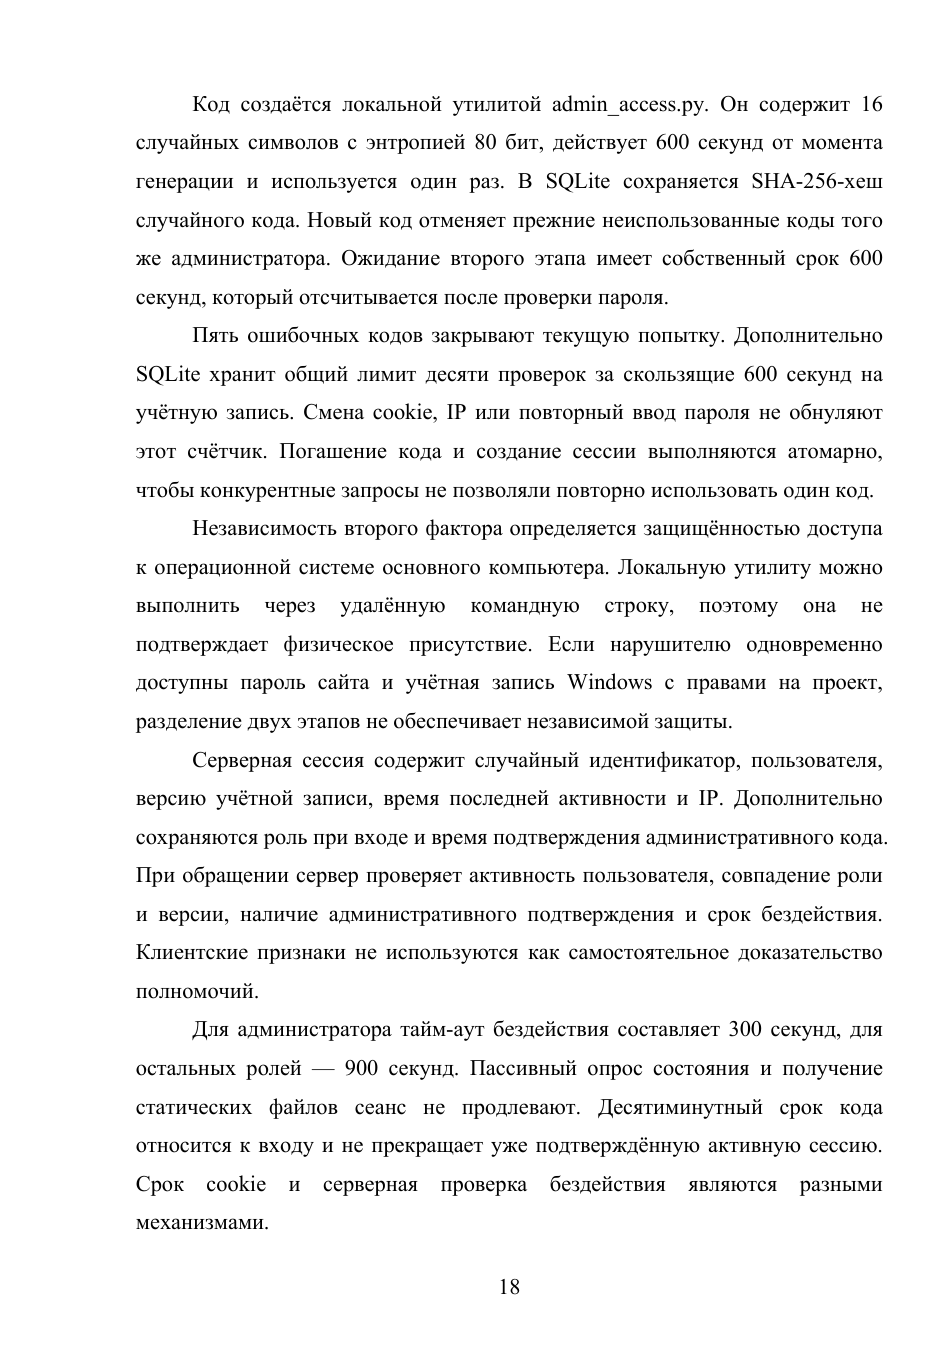 Код создаётся локальной утилитой admin_access.py. Он содержит 16
случайных символов с энтропией 80 бит, действует 600 секунд от момента
генерации и используется один раз. В SQLite сохраняется SHA-256-хеш
случайного кода. Новый код отменяет прежние неиспользованные коды того
же администратора. Ожидание второго этапа имеет собственный срок 600
секунд, который отсчитывается после проверки пароля.
Пять ошибочных кодов закрывают текущую попытку. Дополнительно
SQLite хранит общий лимит десяти проверок за скользящие 600 секунд на
учётную запись. Смена cookie, IP или повторный ввод пароля не обнуляют
этот счётчик. Погашение кода и создание сессии выполняются атомарно,
чтобы конкурентные запросы не позволяли повторно использовать один код.
Независимость второго фактора определяется защищённостью доступа
к операционной системе основного компьютера. Локальную утилиту можно
выполнить через удалённую командную строку, поэтому она не
подтверждает физическое присутствие. Если нарушителю одновременно
доступны пароль сайта и учётная запись Windows с правами на проект,
разделение двух этапов не обеспечивает независимой защиты.
Серверная сессия содержит случайный идентификатор, пользователя,
версию учётной записи, время последней активности и IP. Дополнительно
сохраняются роль при входе и время подтверждения административного кода.
При обращении сервер проверяет активность пользователя, совпадение роли
и версии, наличие административного подтверждения и срок бездействия.
Клиентские признаки не используются как самостоятельное доказательство
полномочий.
Для администратора тайм-аут бездействия составляет 300 секунд, для
остальных ролей — 900 секунд. Пассивный опрос состояния и получение
статических файлов сеанс не продлевают. Десятиминутный срок кода
относится к входу и не прекращает уже подтверждённую активную сессию.
Срок cookie и серверная проверка бездействия являются разными
механизмами.
18